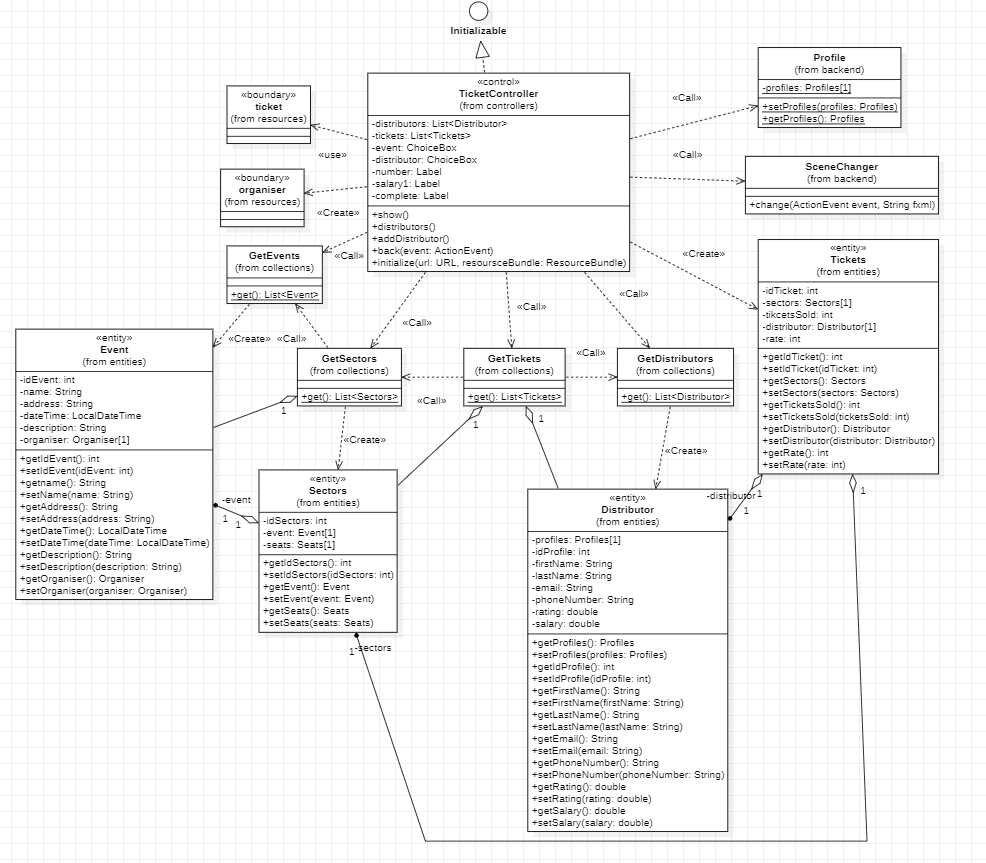 Initializable
«control»
TicketController
(from controllers)
-distributors: List<Distributor>
-tickets: List<Tickets>
-event: ChoiceBox
-distributor: ChoiceBox
-number: Label
-salary1: Label
-complete: Label
+show()
+distributors()
+addDistributor()
+back(event: ActionEvent)
+initialize(url: URL, resoursceBundle: ResourceBundle)
«boundary»
ticket
(from resources)
«use»
«boundary»
organiser
(from resources)
«Create»
«Call»
GetEvents
(from collections)
+get(): List<Event>
Profile
(from backend)
-profiles: Profiles[1]
+setProfiles(profiles: Profiles)
+getProfiles(): Profiles
«Call»
«Call»
SceneChanger
(from backend)
+change(ActionEvent event, String fxml)
«Create»
«entity»
Tickets
(from entities)
-idTicket: int
-sectors: Sectors[1]
-tikcetsSold: int
-distributor: Distributor[1]
-rate: int
+getIdTicket(): int
+setIdTicket(idTicket: int)
+getSectors(): Sectors
+setSectors(sectors: Sectors)
+getTicketsSold(): int
+setTicketsSold(ticketsSold: int)
+getDistributor(): Distributor
+setDistributor(distributor: Distributor)
+getRate(): int
+setRate(rate: int)
«Call»
«Call»
«Call»
«Create»
«Call»
«entity»
Event
(from entities)
-idEvent: int
-name: String
-address: String
-dateTime: LocalDateTime
-description: String
-organiser: Organiser[1]
+getIdEvent(): int
+setIdEvent(idEvent: int)
+getname(): String
+setName(name: String)
+getAddress(): String
+setAddress(address: String)
+getDateTime(): LocalDateTime
+setDateTime(dateTime: LocalDateTime)
+getDescription(): String
+setDescription(description: String)
+getOrganiser(): Organiser
+setOrganiser(organiser: Organiser)
GetSectors
(from collections)
+get(): List<Sectors>
«Call»
GetTickets
(from collections)
+get(): List<Tickets>
«Call»
GetDistributors
(from collections)
+get(): List<Distributor>
1
1
1
«Create»
«Create»
«entity»
Sectors
(from entities)
-idSectors: int
-event: Event[1]
-seats: Seats[1]
+getIdSectors(): int
+setIdSectors(idSectors: int)
+getEvent(): Event
+setEvent(event: Event)
+getSeats(): Seats
+setSeats(seats: Seats)
-event
1
1
1
-sectors
«entity»
Distributor
(from entities)
-profiles: Profiles[1]
-idProfile: int
-firstName: String
-lastName: String
-email: String
-phoneNumber: String
-rating: double
-salary: double
+getProfiles(): Profiles
+setProfiles(profiles: Profiles)
+getIdProfile(): int
+setIdProfile(idProfile: int)
+getFirstName(): String
+setFirstName(firstName: String)
+getLastName(): String
+setLastName(lastName: String)
+getEmail(): String
+setEmail(email: String)
+getPhoneNumber(): String
+setPhoneNumber(phoneNumber: String)
+getRating(): double
+setRating(rating: double)
+getSalary(): double
+setSalary(salary: double)
-distributor
1
1
1